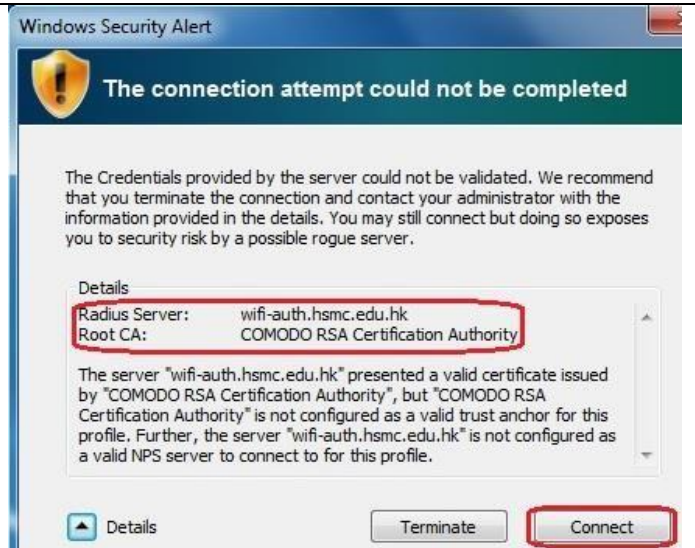 Windows Security Alert
The connection attempt could not be completed
The Credentials provided by the server could not be validated. We recommend
that you terminate the connection and contact your administrator with the
information provided in the details. You may still connect but doing so exposes
you to security risk by a possible rogue server.
Details
Radius Server: wifi-auth.hsmc.edu.hk
Root CA: COMODO RSA Certification Authority
The server "wifi-auth.hsmc.edu.hk" presented a valid certificate issued
by "COMODO RSA Certification Authority", but "COMODO RSA
Certification Authority" is not configured as a valid trust anchor for this
profile. Further, the server "wifi-auth.hsmc.edu.hk" is not configured as
a valid NPS server to connect to for this profile.
Details Terminate Connect